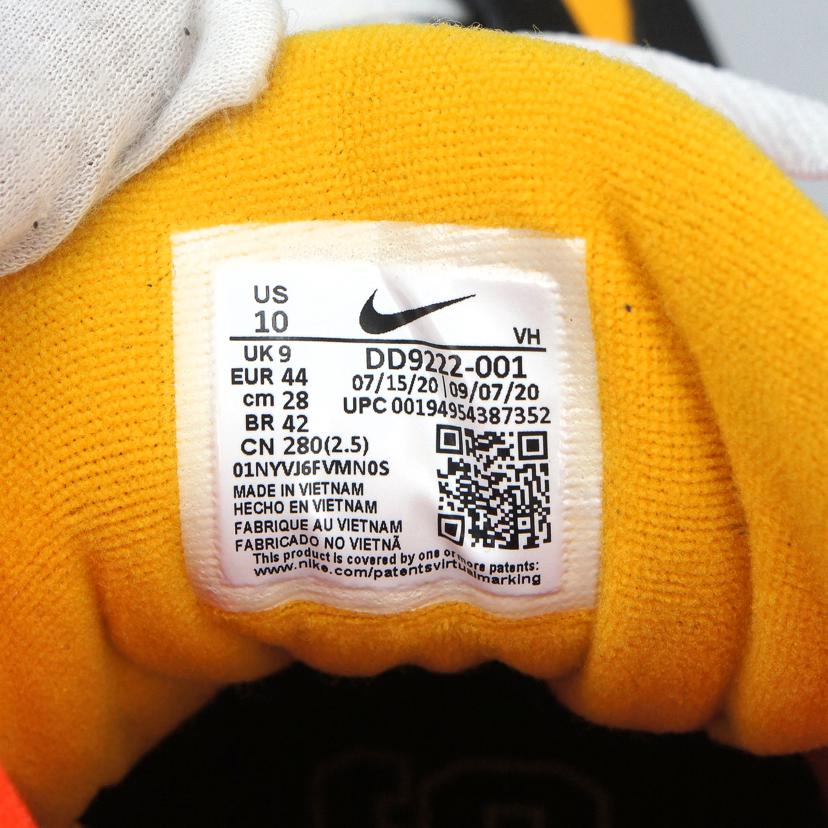 US
10
VH
UK 9
EUR 44
cm 28
BR 42
CN 280(2.5)
01NYVJ6FVMN0S
DD9222-001
07/15/20 | 09/07/20
UPC 00194954387352
MADE IN VIETNAM
HECHO EN VIETNAM
FABRIQUE AU VIETNAM
FABRICADO NO VIETNÃ
This product is covered by one or more patents:
www.nike.com/patentsvirtualmarking